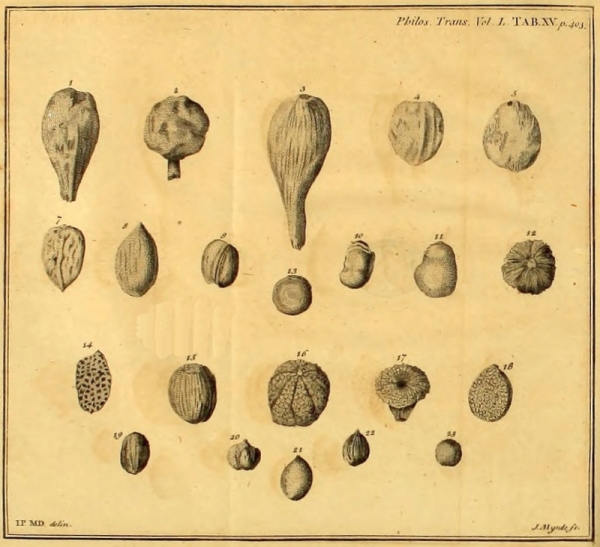 Philos. Trans. Vol. L. TAB. XV. p. 403.
1 2 3 4 5
7 8 9 13 10 11 12
14 15 16 17 18
19 20 21 22 23
I.P. MD. delin.
J. Mynde sc.